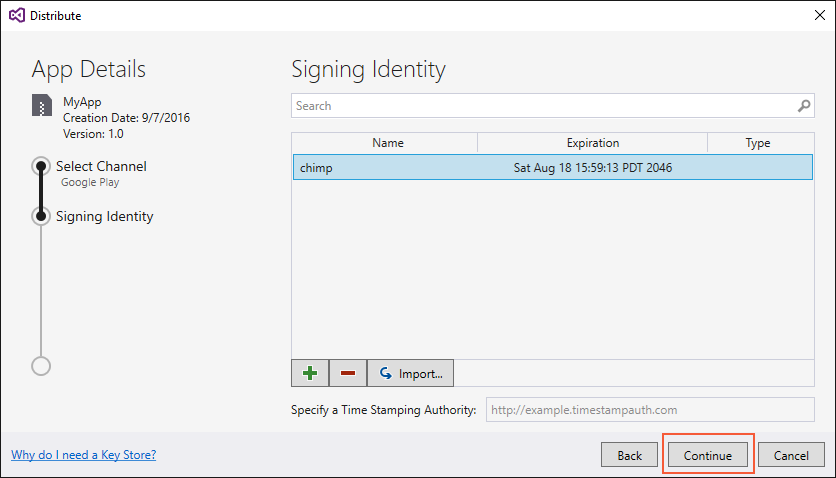 Distribute
App Details
MyApp
Creation Date: 9/7/2016
Version: 1.0
Select Channel
Google Play
Signing Identity
Signing Identity
Search
Name Expiration Type
chimp Sat Aug 18 15:59:13 PDT 2046
Import...
Specify a Time Stamping Authority: http://example.timestampauth.com
Why do I need a Key Store? Back Continue Cancel